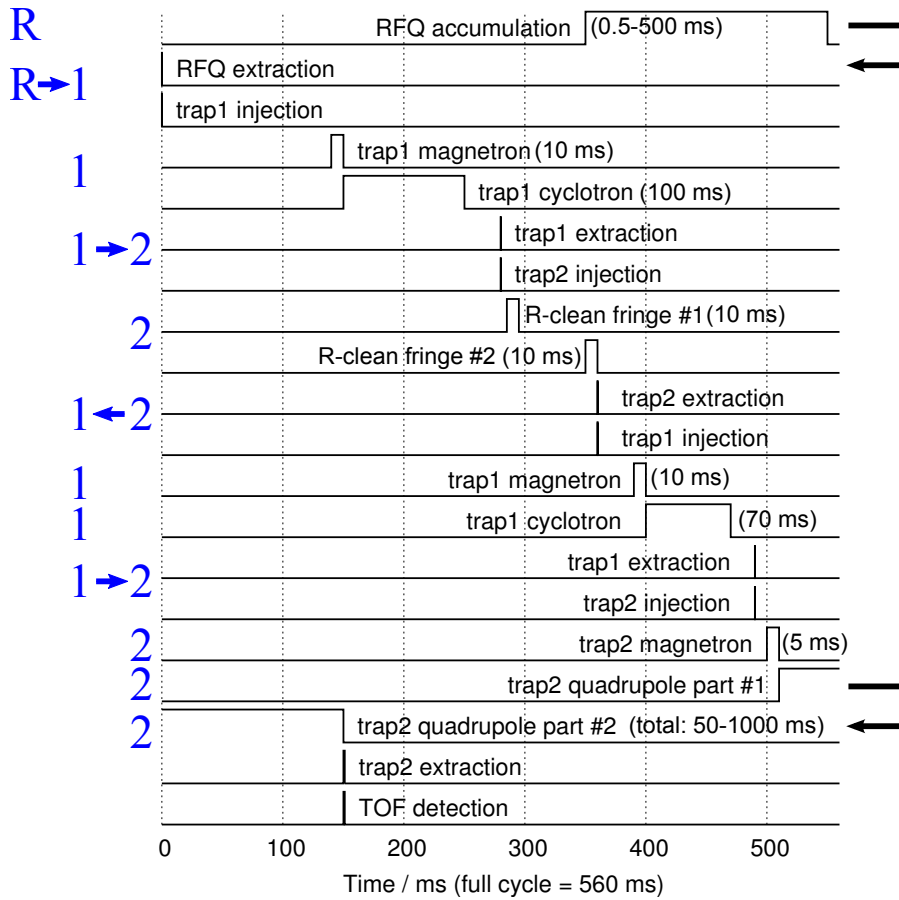 R RFQ accumulation (0.5-500 ms)
R 1 RFQ extraction
trap1 injection
1 trap1 magnetron (10 ms)
trap1 cyclotron (100 ms)
1 2 trap1 extraction
trap2 injection
2 R-clean fringe #1 (10 ms)
R-clean fringe #2 (10 ms)
1 2 trap2 extraction
trap1 injection
1 trap1 magnetron (10 ms)
1 trap1 cyclotron (70 ms)
1 2 trap1 extraction
trap2 injection
2 trap2 magnetron (5 ms)
2 trap2 quadrupole part #1
2 trap2 quadrupole part #2 (total: 50-1000 ms)
trap2 extraction
TOF detection
0 100 200 300 400 500
Time / ms (full cycle = 560 ms)